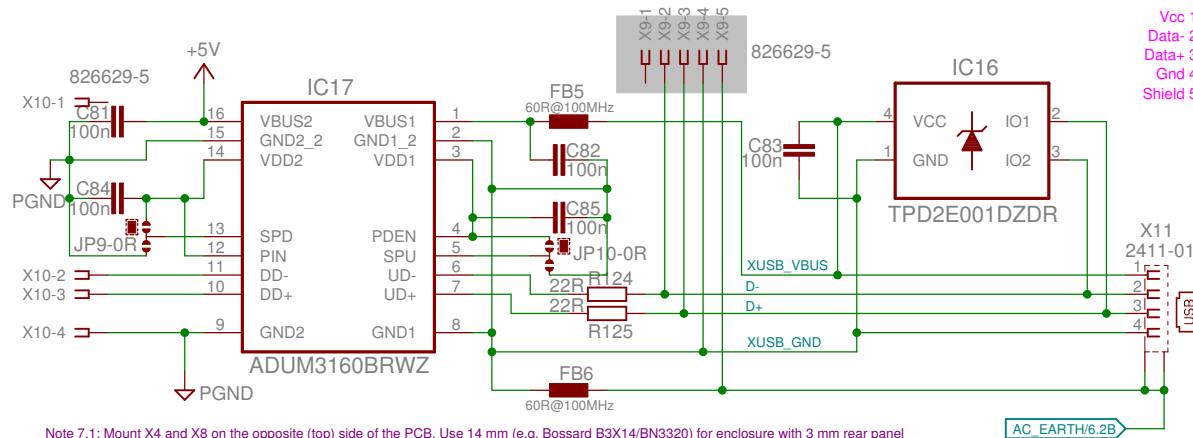 X9-1
X9-2
X9-3
X9-4
X9-5
826629-5
Vcc 1
Data- 2
Data+ 3
Gnd 4
Shield 5
+5V
826629-5
X10-1
C81
100n
PGND
C84
100n
JP9-0R
X10-2
X10-3
X10-4
PGND
IC17
16 VBUS2 VBUS1 1
15 GND2_2 GND1_2 2
14 VDD2 VDD1 3
13 SPD PDEN 4
12 PIN SPU 5
11 DD- UD- 6
10 DD+ UD+ 7
9 GND2 GND1 8
ADUM3160BRWZ
FB5
60R@100MHz
C82
100n
C85
100n
JP10-0R
22R R124
22R
R125
FB6
60R@100MHz
IC16
C83
100n
4 VCC IO1 2
1 GND IO2 3
TPD2E001DZDR
XUSB_VBUS
D-
D+
XUSB_GND
X11
2411-01
1
2
3
4
USB
AC_EARTH/6.2B
Note 7.1: Mount X4 and X8 on the opposite (top) side of the PCB. Use 14 mm (e.g. Bossard B3X14/BN3320) for enclosure with 3 mm rear panel